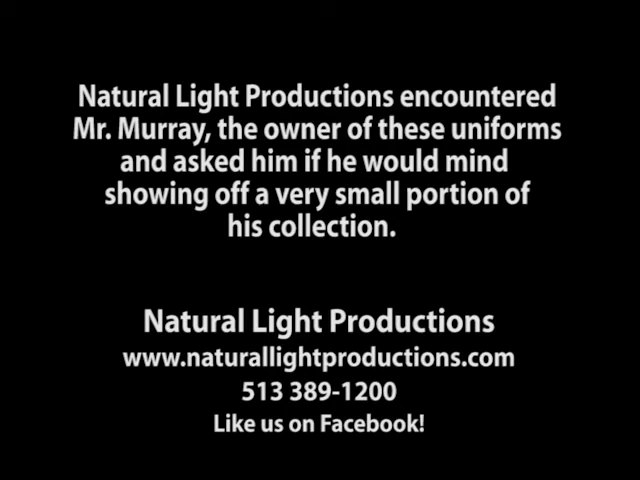 Natural Light Productions encountered
Mr. Murray, the owner of these uniforms
and asked him if he would mind
showing off a very small portion of
his collection.
Natural Light Productions
www.naturallightproductions.com
513 389-1200
Like us on Facebook!